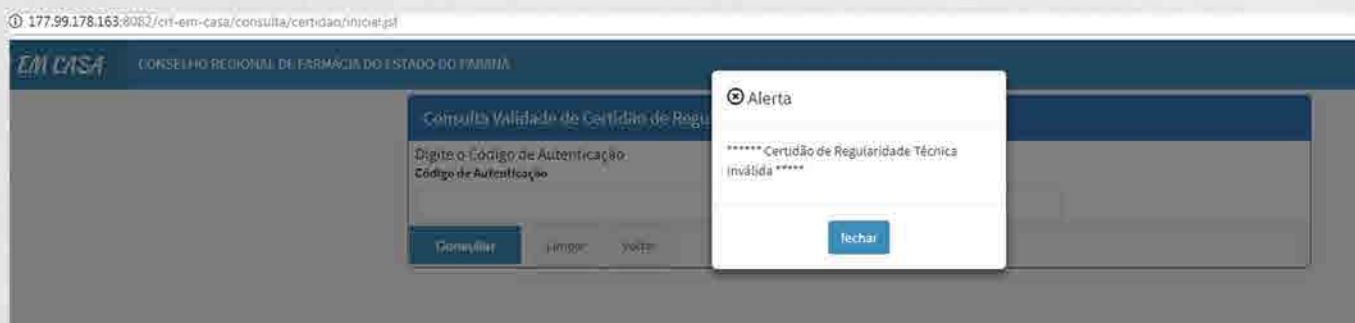 177.99.178.163:8082/crf-em-casa/consulta/certidao/inicial.jsf
EM CASA CONSELHO REGIONAL DE FARMÁCIA DO ESTADO DO PARANÁ
Alerta
Consulta Validade de Certidão de Regu
Digite o Código de Autenticação
Código de Autenticação
****** Certidão de Regularidade Técnica
inválida *****
Consultar Limpar Voltar
fechar